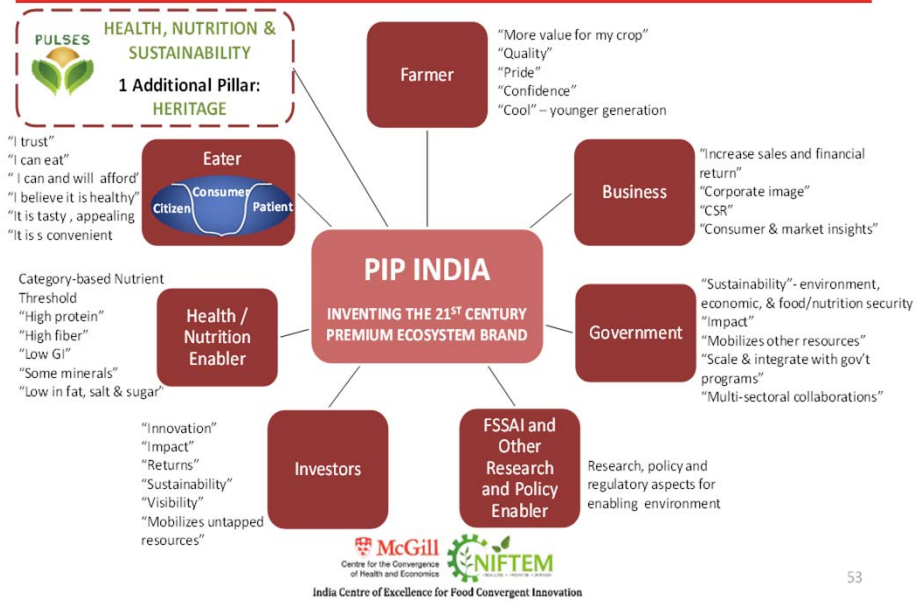 PULSES
HEALTH, NUTRITION &
SUSTAINABILITY
1 Additional Pillar:
HERITAGE
Farmer
“More value for my crop”
“Quality”
“Pride”
“Confidence”
“Cool” – younger generation
“I trust”
“I can eat”
“ I can and will afford’
“I believe it is healthy”
“It is tasty , appealing
“It is s convenient
Eater
Citizen
Consumer
Patient
Business
“Increase sales and financial
return”
“Corporate image”
“CSR”
“Consumer & market insights”
PIP INDIA
INVENTING THE 21ST CENTURY
PREMIUM ECOSYSTEM BRAND
Category-based Nutrient
Threshold
“High protein”
“High fiber”
“Low GI”
“Some minerals”
“Low in fat, salt & sugar”
Health /
Nutrition
Enabler
Government
“Sustainability”- environment,
economic, & food/nutrition security
“Impact”
“Mobilizes other resources”
“Scale & integrate with gov’t
programs”
“Multi-sectoral collaborations”
“Innovation”
“Impact”
“Returns”
“Sustainability”
“Visibility”
“Mobilizes untapped
resources”
Investors
FSSAI and
Other
Research
and Policy
Enabler
Research, policy and
regulatory aspects for
enabling environment
McGill
Centre for the Convergence
of Health and Economics
NIFTEM
India Centre of Excellence for Food Convergent Innovation
53